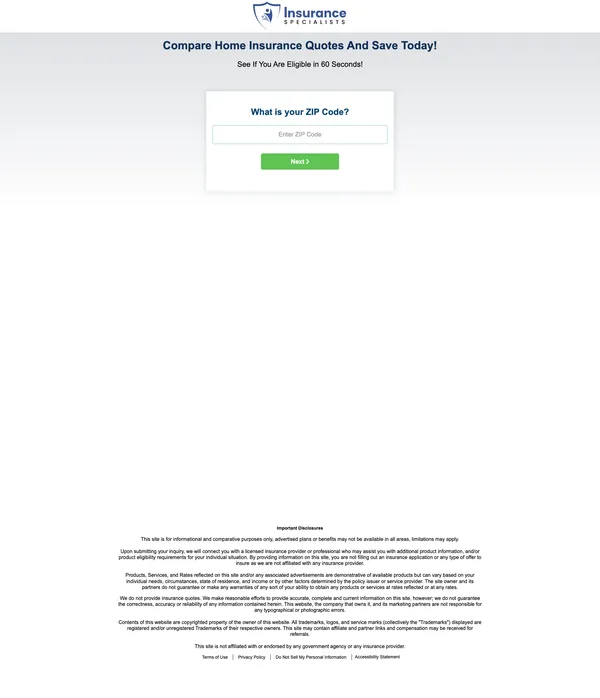 Insurance
SPECIALISTS
Compare Home Insurance Quotes And Save Today!
See If You Are Eligible in 60 Seconds!
What is your ZIP Code?
Enter ZIP Code
Next
Important Disclosures
This site is for informational and comparative purposes only, advertised plans or benefits may not be available in all areas, limitations may apply.
Upon submitting your inquiry, we will connect you with a licensed insurance provider or professional who may assist you with additional product information, and/or
product eligibility requirements for your individual situation. By providing information on this site, you are not filling out an insurance application or any type of offer to
insure as we are not affiliated with any insurance provider.
Products, Services, and Rates reflected on this site and/or any associated advertisements are demonstrative of available products but can vary based on your
individual needs, circumstances, state of residence, and income or by other factors determined by the policy issuer or service provider. The site owner and its
partners do not guarantee or make any warranties of any sort of your ability to obtain any products or services at rates reflected or at any rates.
We do not provide insurance quotes. We make reasonable efforts to provide accurate, complete and current information on this site, however; we do not guarantee
the correctness, accuracy or reliability of any information contained herein. This website, the company that owns it, and its marketing partners are not responsible for
any typographical or photographic errors.
Contents of this website are copyrighted property of the owner of this website. All trademarks, logos, and service marks (collectively the "Trademarks") displayed are
registered and/or unregistered Trademarks of their respective owners. This site may contain affiliate and partner links and compensation may be received for
referrals.
This site is not affiliated with or endorsed by any government agency or any insurance provider.
Terms of Use | Privacy Policy | Do Not Sell My Personal Information | Accessibility Statement